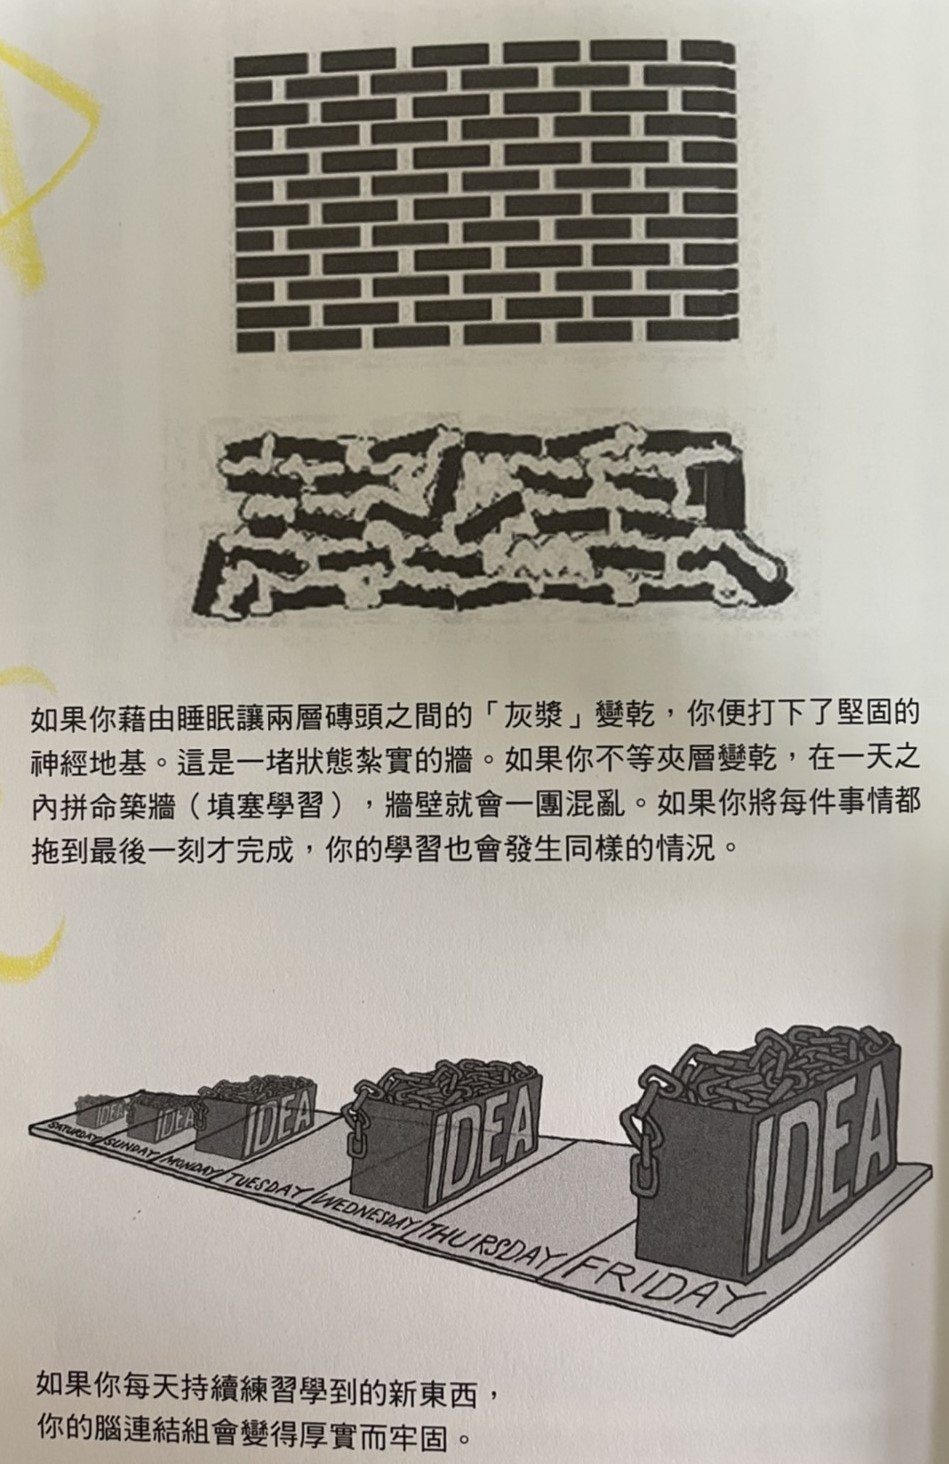 如果你藉由睡眠讓兩層磚頭之間的「灰漿」變乾，你便打下了堅固的
神經地基。這是一堵狀態紮實的牆。如果你不等夾層變乾，在一天之
內拼命築牆（填塞學習），牆壁就會一團混亂。如果你將每件事情都
拖到最後一刻才完成，你的學習也會發生同樣的情況。
IDEA IDEA IDEA IDEA IDEA
SATURDAY SUNDAY MONDAY TUESDAY WEDNESDAY THURSDAY FRIDAY
如果你每天持續練習學到的新東西，
你的腦連結組會變得厚實而牢固。